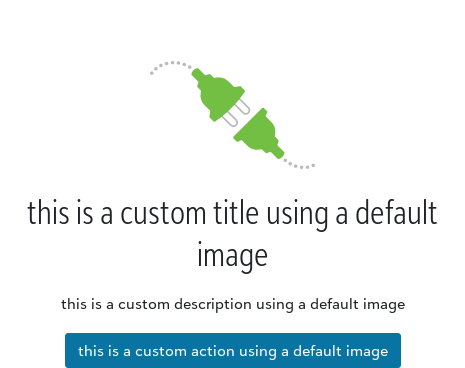 this is a custom title using a default
image
this is a custom description using a default image
this is a custom action using a default image